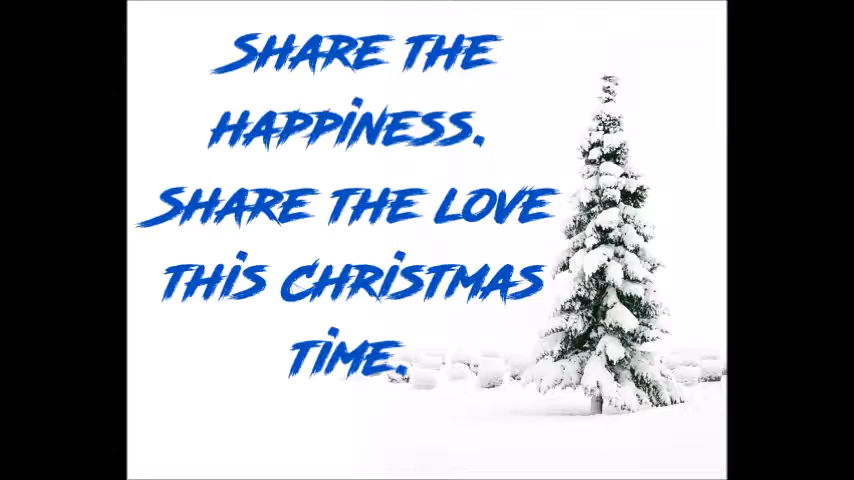 Share the
happiness.
Share the love
this Christmas
time.